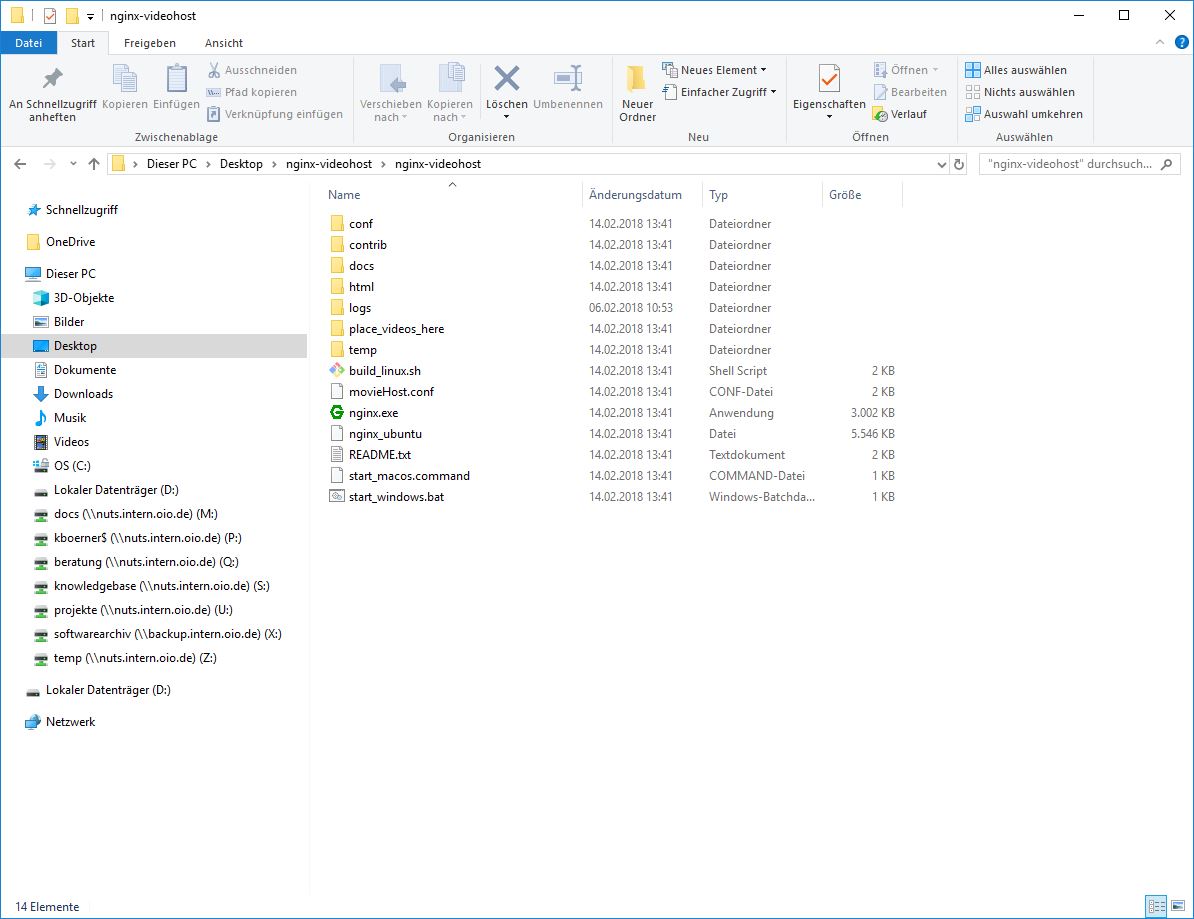 nginx-videohost
Datei Start Freigeben Ansicht
An Schnellzugriff anheften
Kopieren
Einfügen
Ausschneiden
Pfad kopieren
Verknüpfung einfügen
Zwischenablage
Verschieben nach
Kopieren nach
Löschen
Umbenennen
Organisieren
Neuer Ordner
Neues Element
Einfacher Zugriff
Neu
Eigenschaften
Öffnen
Bearbeiten
Verlauf
Öffnen
Alles auswählen
Nichts auswählen
Auswahl umkehren
Auswählen
Dieser PC > Desktop > nginx-videohost > nginx-videohost
"nginx-videohost" durchsuch...
Schnellzugriff
OneDrive
Dieser PC
3D-Objekte
Bilder
Desktop
Dokumente
Downloads
Musik
Videos
OS (C:)
Lokaler Datenträger (D:)
docs (\\nuts.intern.oio.de) (M:)
kboerner$ (\\nuts.intern.oio.de) (P:)
beratung (\\nuts.intern.oio.de) (Q:)
knowledgebase (\\nuts.intern.oio.de) (S:)
projekte (\\nuts.intern.oio.de) (U:)
softwarearchiv (\\backup.intern.oio.de) (X:)
temp (\\nuts.intern.oio.de) (Z:)
Lokaler Datenträger (D:)
Netzwerk
Name Änderungsdatum Typ Größe
conf 14.02.2018 13:41 Dateiordner
contrib 14.02.2018 13:41 Dateiordner
docs 14.02.2018 13:41 Dateiordner
html 14.02.2018 13:41 Dateiordner
logs 06.02.2018 10:53 Dateiordner
place_videos_here 14.02.2018 13:41 Dateiordner
temp 14.02.2018 13:41 Dateiordner
build_linux.sh 14.02.2018 13:41 Shell Script 2 KB
movieHost.conf 14.02.2018 13:41 CONF-Datei 2 KB
nginx.exe 14.02.2018 13:41 Anwendung 3.002 KB
nginx_ubuntu 14.02.2018 13:41 Datei 5.546 KB
README.txt 14.02.2018 13:41 Textdokument 2 KB
start_macos.command 14.02.2018 13:41 COMMAND-Datei 1 KB
start_windows.bat 14.02.2018 13:41 Windows-Batchda... 1 KB
14 Elemente